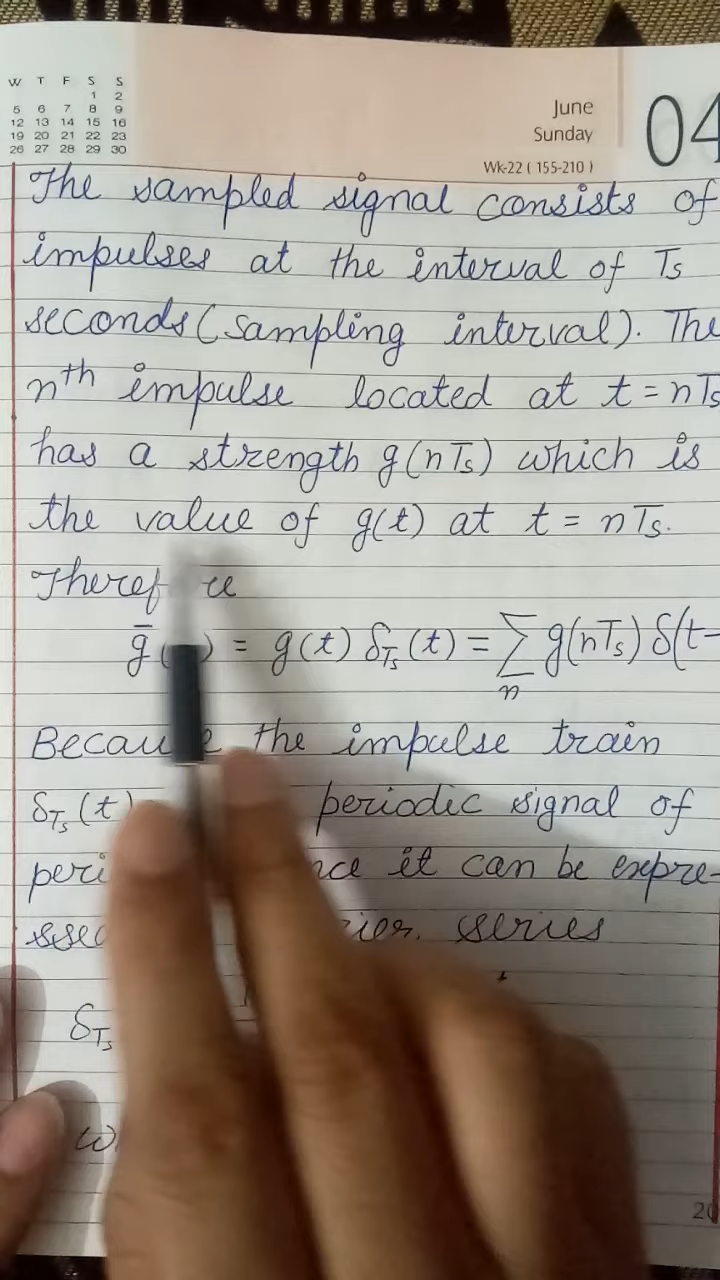 W T F S S
1 2
5 6 7 8 9
12 13 14 15 16
19 20 21 22 23
26 27 28 29 30
June
Sunday
04
Wk-22 ( 155-210 )
The sampled signal consists of
impulses at the interval of Ts
seconds (sampling interval). The
nth impulse located at t = nTs
has a strength g(nTs) which is
the value of g(t) at t = nTs.
g̅ ) = g(t) δTs(t) = ∑n g(nTs) δ(t-
the impulse train
δTs(t) periodic signal of
it can be expre-
series
δTs